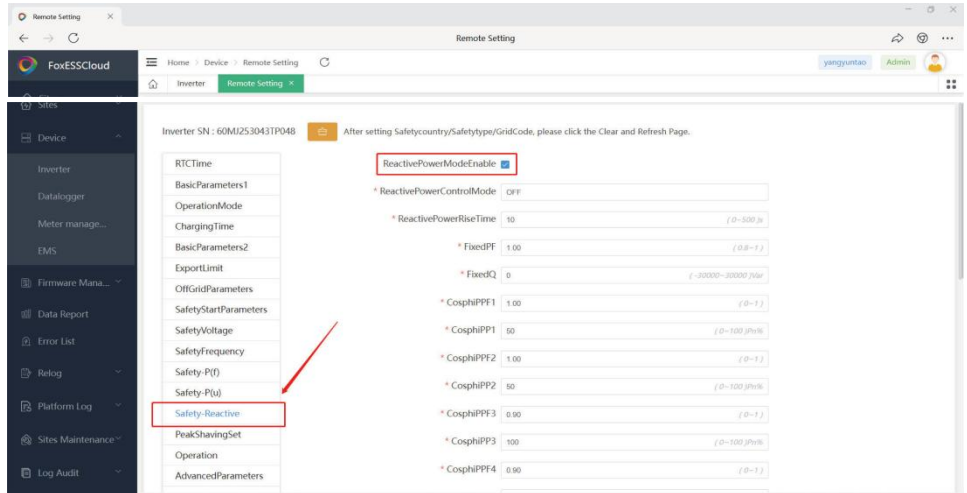 Remote Setting
Remote Setting
FoxESSCloud
Home > Device > Remote Setting
yangyuntao
Admin
Inverter
Remote Setting
Sites
Device
Inverter
Datalogger
Meter manage...
EMS
Firmware Mana...
Data Report
Error List
Relog
Platform Log
Sites Maintenance
Log Audit
Inverter SN : 60MJ253043TP048
After setting Safetycountry/Safetytype/GridCode, please click the Clear and Refresh Page.
RTCTime
BasicParameters1
OperationMode
ChargingTime
BasicParameters2
ExportLimit
OffGridParameters
SafetyStartParameters
SafetyVoltage
SafetyFrequency
Safety-P(f)
Safety-P(u)
Safety-Reactive
PeakShavingSet
Operation
AdvancedParameters
ReactivePowerModeEnable
* ReactivePowerControlMode OFF
* ReactivePowerRiseTime 10 ( 0~500 )s
* FixedPF 1.00 ( 0.8~1 )
* FixedQ 0 ( -30000~30000 )Var
* CosphiPPF1 1.00 ( 0~1 )
* CosphiPP1 50 ( 0~100 )Pn%
* CosphiPPF2 1.00 ( 0~1 )
* CosphiPP2 50 ( 0~100 )Pn%
* CosphiPPF3 0.90 ( 0~1 )
* CosphiPP3 100 ( 0~100 )Pn%
* CosphiPPF4 0.90 ( 0~1 )